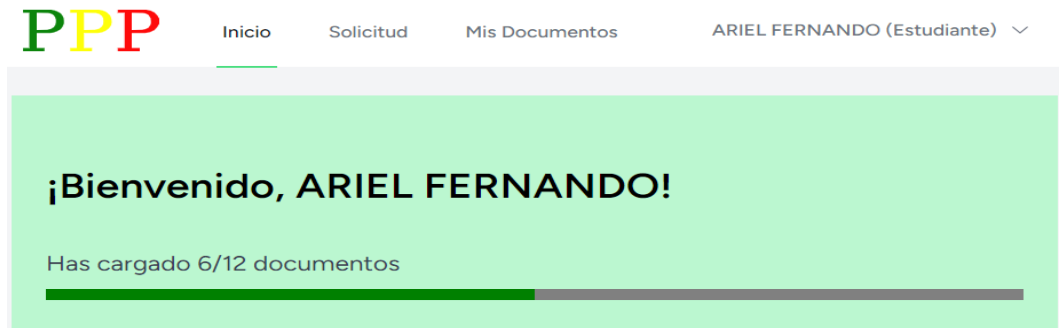 PPP Inicio Solicitud Mis Documentos ARIEL FERNANDO (Estudiante)
¡Bienvenido, ARIEL FERNANDO!
Has cargado 6/12 documentos